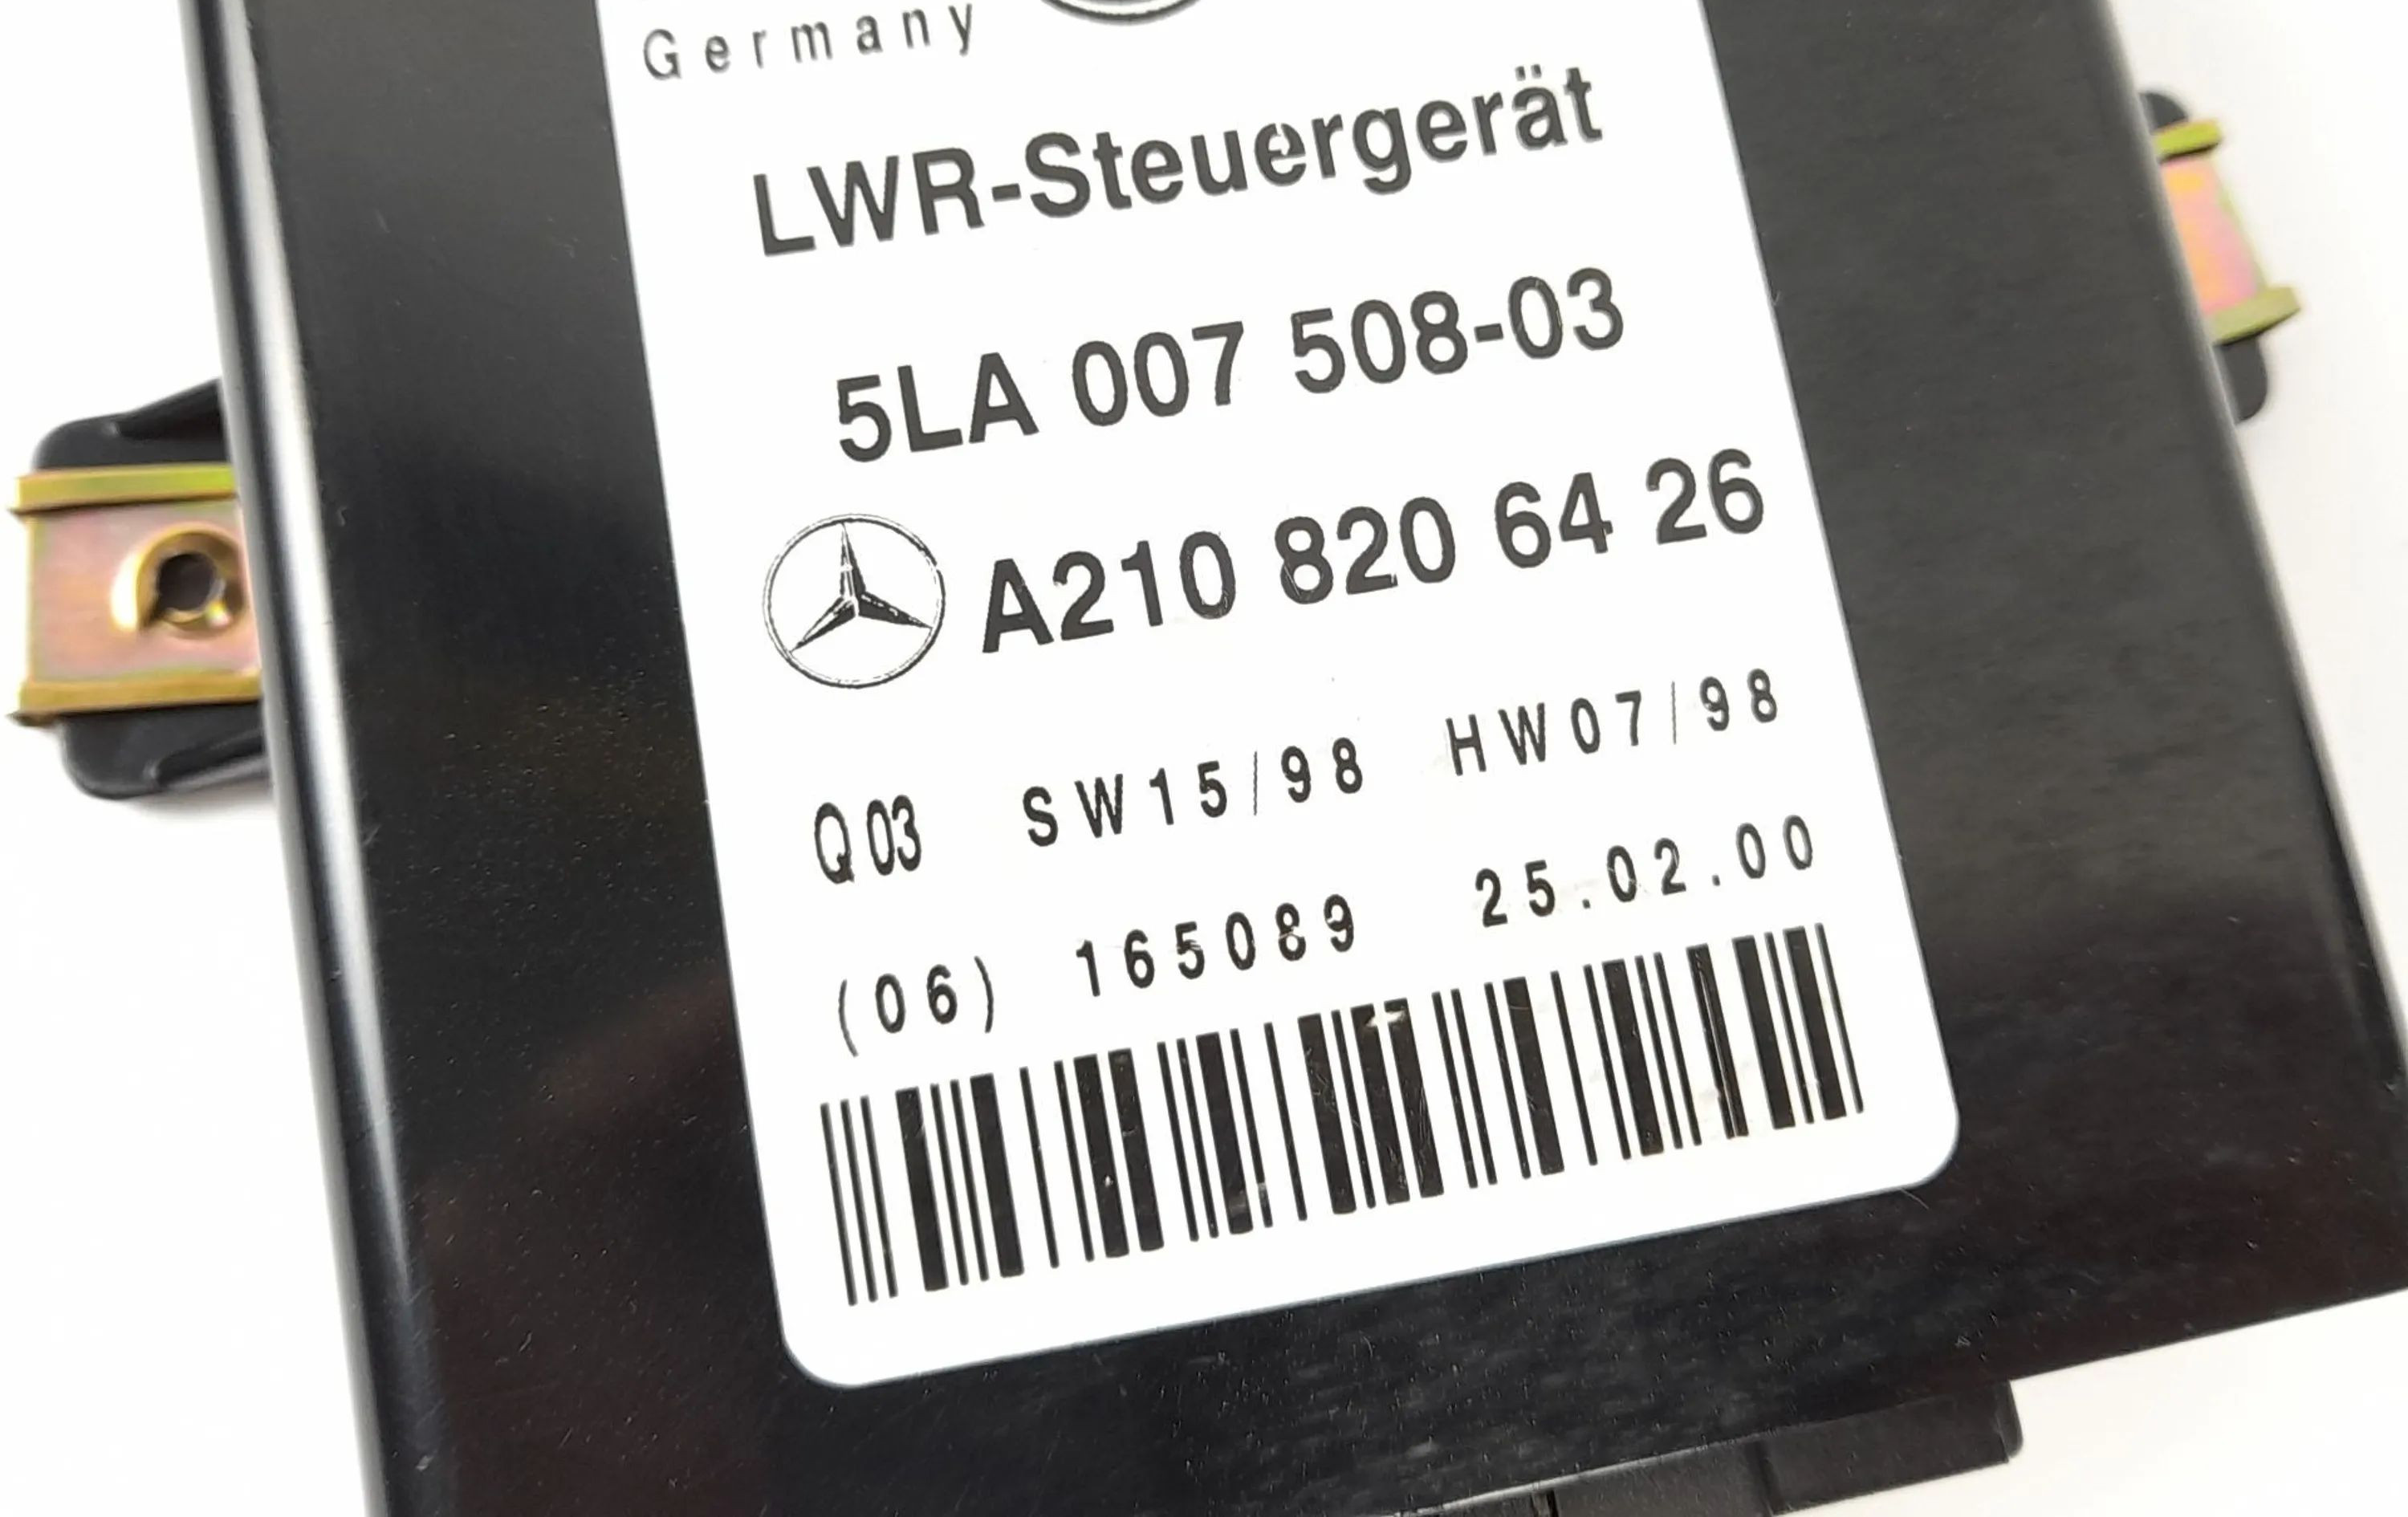 Germany
LWR-Steuergerät
5LA 007 508-03
A210 820 64 26
Q03 SW15/98 HW07/98
(06) 165089 25.02.00